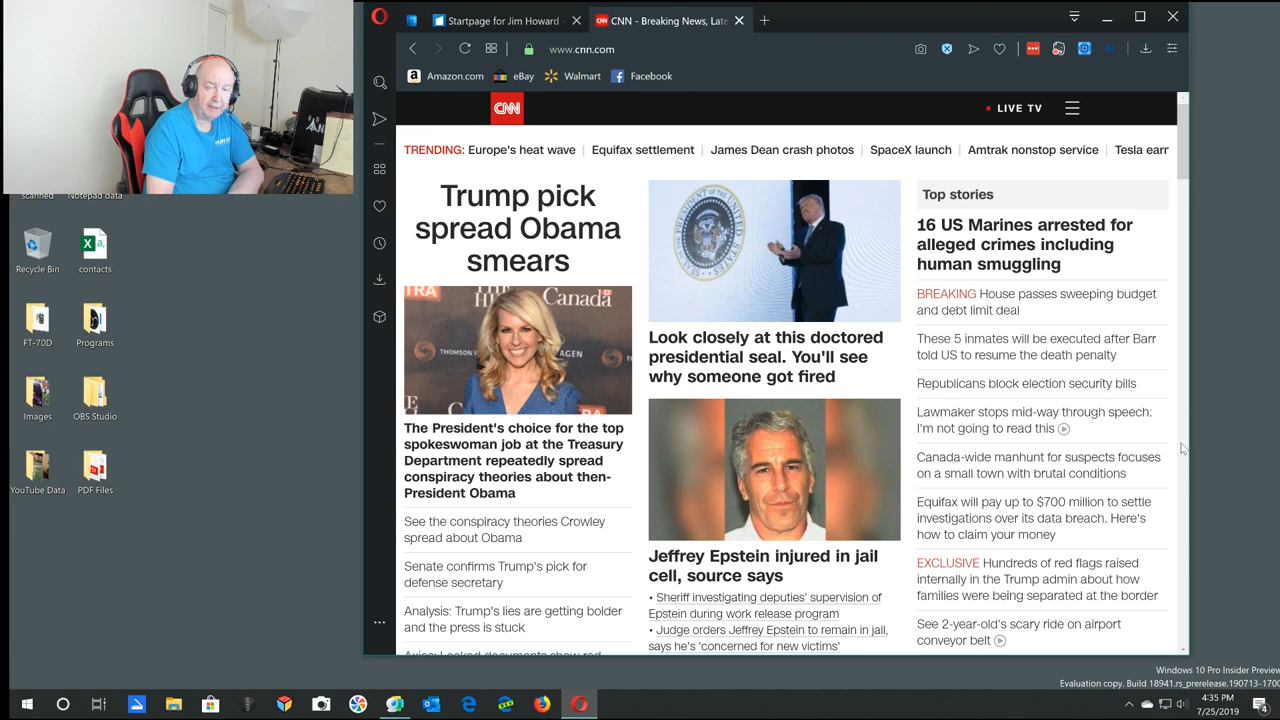 Startpage for Jim Howard
CNN - Breaking News, Late
www.cnn.com
Amazon.com
eBay
Walmart
Facebook
CNN
LIVE TV
TRENDING: Europe's heat wave | Equifax settlement | James Dean crash photos | SpaceX launch | Amtrak nonstop service | Tesla earr
Trump pick
spread Obama
smears
TRA
THE
Canada
THOMSON
AGEN
TRA
The President's choice for the top
spokeswoman job at the Treasury
Department repeatedly spread
conspiracy theories about then-
President Obama
See the conspiracy theories Crowley
spread about Obama
Senate confirms Trump's pick for
defense secretary
Analysis: Trump's lies are getting bolder
and the press is stuck
Look closely at this doctored
presidential seal. You'll see
why someone got fired
Jeffrey Epstein injured in jail
cell, source says
• Sheriff investigating deputies' supervision of
Epstein during work release program
• Judge orders Jeffrey Epstein to remain in jail,
says he's 'concerned for new victims'
Top stories
16 US Marines arrested for
alleged crimes including
human smuggling
BREAKING House passes sweeping budget
and debt limit deal
These 5 inmates will be executed after Barr
told US to resume the death penalty
Republicans block election security bills
Lawmaker stops mid-way through speech:
I'm not going to read this
Canada-wide manhunt for suspects focuses
on a small town with brutal conditions
Equifax will pay up to $700 million to settle
investigations over its data breach. Here's
how to claim your money
EXCLUSIVE Hundreds of red flags raised
internally in the Trump admin about how
families were being separated at the border
See 2-year-old's scary ride on airport
conveyor belt
scanned
Notepad data
Recycle Bin
contacts
FT-70D
Programs
Images
OBS Studio
YouTube Data
PDF Files
Windows 10 Pro Insider Preview
Evaluation copy. Build 18941.rs_prerelease.190713-1700
4:35 PM
7/25/2019
4